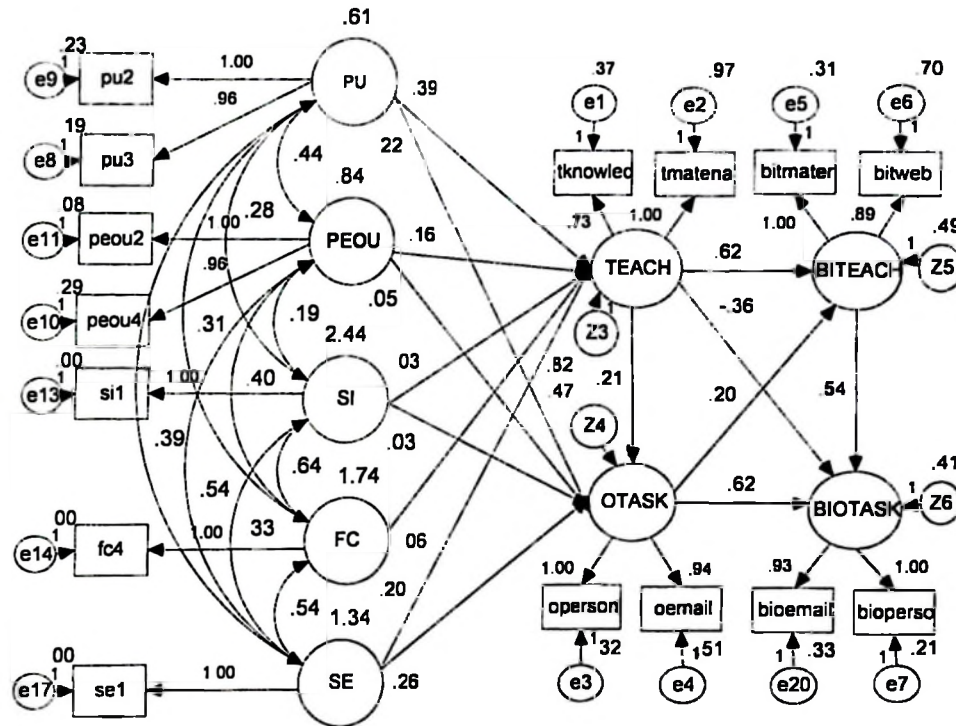 .61
.23
1
e9
pu2
1.00
PU
.39
.96
.37
.97
.31
.70
e1
e2
e5
e6
19
1
e8
pu3
.22
1
1
1
1
.44
.84
tknowled
tmatena
bitmater
bitweb
08
1
e11
peou2
.28
1.00
PEOU
.16
.73
1.00
1.00
.89
.49
.96
TEACH
.62
BITEACH
1
Z5
.29
1
e10
peou4
.05
.19
.31
2.44
1
Z3
-.36
.00
1
e13
si1
1.00
.40
SI
03
.82
.47
.21
.20
.54
.03
Z4
.39
.54
.64
1.74
.41
OTASK
.62
BIOTASK
1
Z6
00
1
e14
fc4
1.00
33
FC
06
1.00
.94
.93
1.00
.54
.20
1.34
operson
oemail
bioemail
bioperso
00
1
e17
se1
1 00
SE
.26
1
32
1
51
1
.33
1
.21
e3
e4
e20
e7